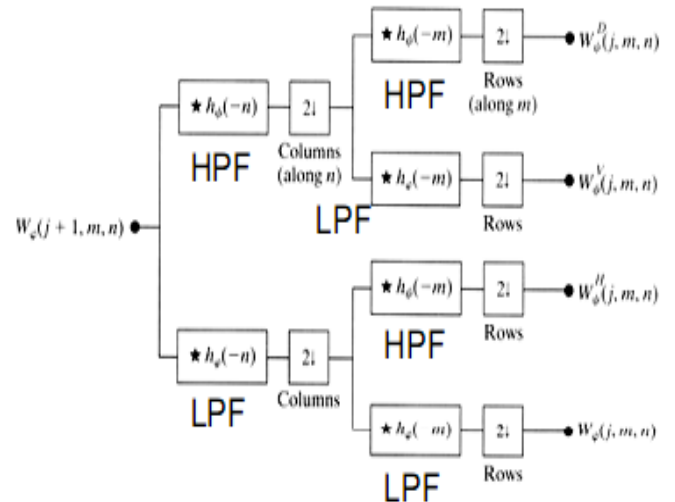 ★ h_ψ(−m)
2↓
W_ψ^D(j, m, n)
HPF
Rows
(along m)
★ h_ψ(−n)
2↓
HPF
Columns
(along n)
★ h_φ(−m)
2↓
W_ψ^V(j, m, n)
LPF
Rows
W_φ(j + 1, m, n)
★ h_ψ(−m)
2↓
W_ψ^H(j, m, n)
HPF
Rows
★ h_φ(−n)
2↓
LPF
Columns
★ h_φ( m)
2↓
W_φ(j, m, n)
LPF
Rows